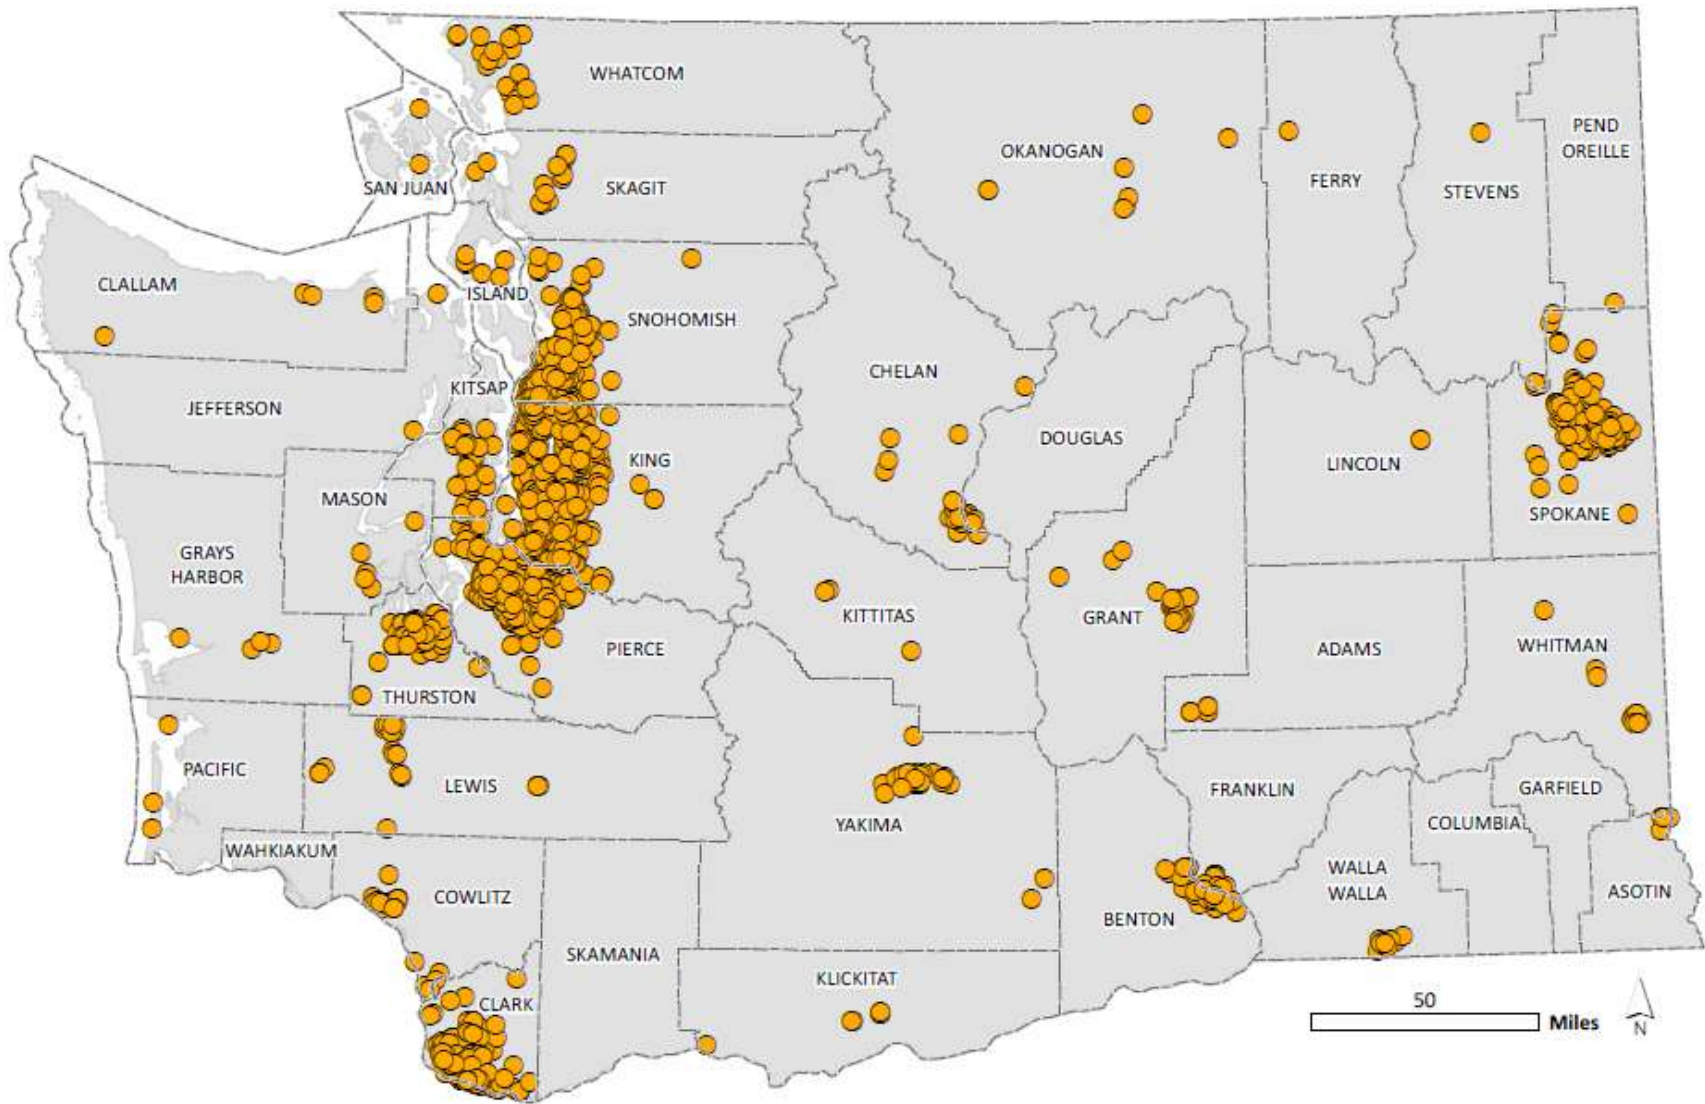 WHATCOM
PEND
OREILLE
OKANOGAN
FERRY
SAN JUAN
SKAGIT
STEVENS
CLALLAM
ISLAND
SNOHOMISH
CHELAN
KITSAP
JEFFERSON
DOUGLAS
KING
LINCOLN
MASON
SPOKANE
GRAYS
HARBOR
KITTITAS
GRANT
WHITMAN
PIERCE
ADAMS
THURSTON
PACIFIC
LEWIS
FRANKLIN
GARFIELD
YAKIMA
COLUMBIA
WAHKIAKUM
WALLA
WALLA
COWLITZ
ASOTIN
BENTON
SKAMANIA
KLICKITAT
CLARK
50
Miles
N